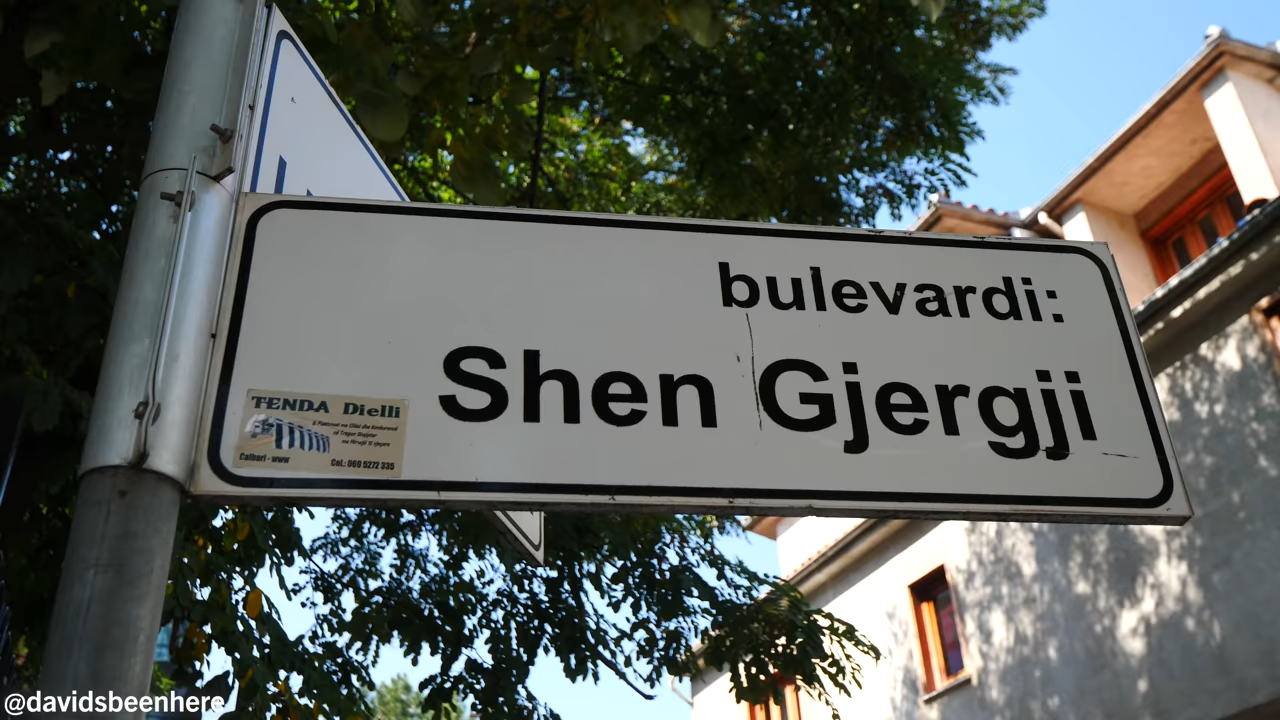 bulevardi:
Shen Gjergji
TENDA Dielli
Cel.: 069 5272 335
@davidsbeenhere